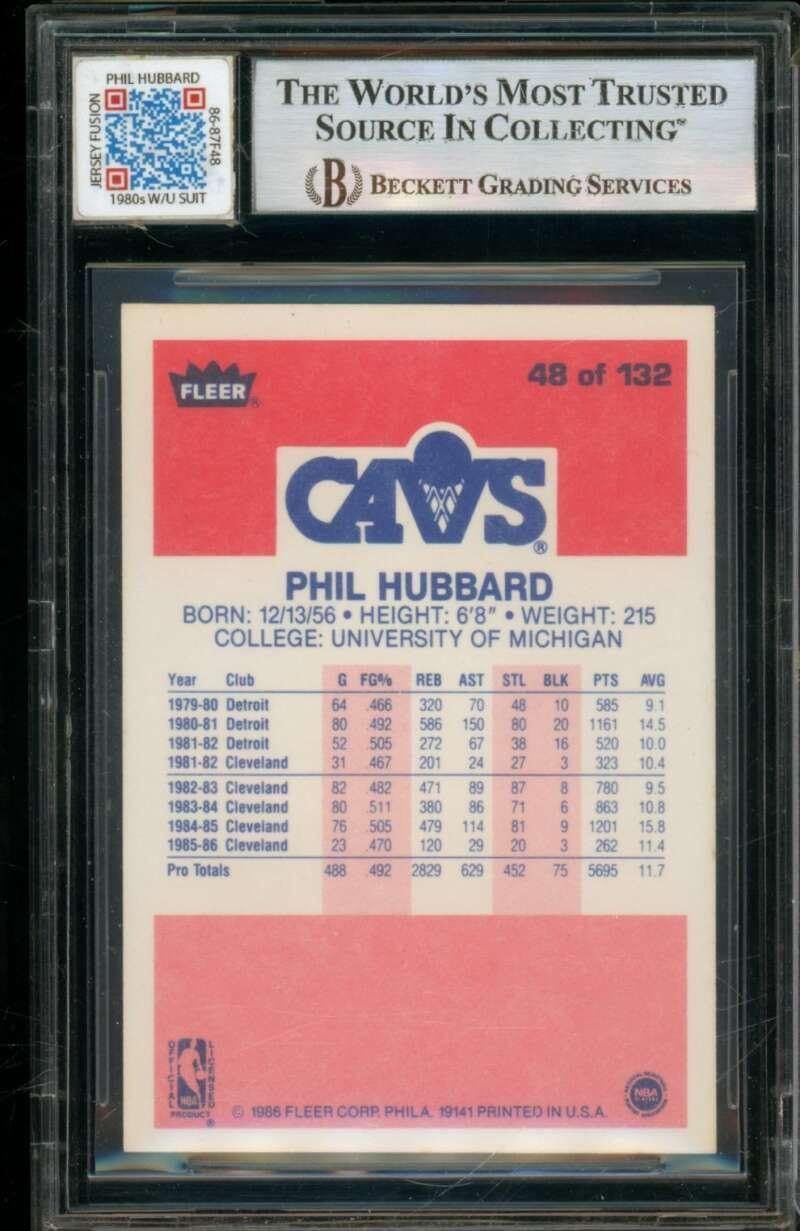 PHIL HUBBARD
JERSEY FUSION
86-87F48
1980s W/U SUIT
THE WORLD'S MOST TRUSTED
SOURCE IN COLLECTING™
B BECKETT GRADING SERVICES
FLEER®
48 of 132
CAVS®
PHIL HUBBARD
BORN: 12/13/56 • HEIGHT: 6'8" • WEIGHT: 215
COLLEGE: UNIVERSITY OF MICHIGAN
Year Club G FG% REB AST STL BLK PTS AVG
1979-80 Detroit 64 .466 320 70 48 10 585 9.1
1980-81 Detroit 80 .492 586 150 80 20 1161 14.5
1981-82 Detroit 52 .505 272 67 38 16 520 10.0
1981-82 Cleveland 31 .467 201 24 27 3 323 10.4
1982-83 Cleveland 82 .482 471 89 87 8 780 9.5
1983-84 Cleveland 80 .511 380 86 71 6 863 10.8
1984-85 Cleveland 76 .505 479 114 81 9 1201 15.8
1985-86 Cleveland 23 .470 120 29 20 3 262 11.4
Pro Totals 488 .492 2829 629 452 75 5695 11.7
OFFICIAL LICENSED
NBA
PRODUCT®
© 1986 FLEER CORP. PHILA. 19141 PRINTED IN U.S.A.
NBA